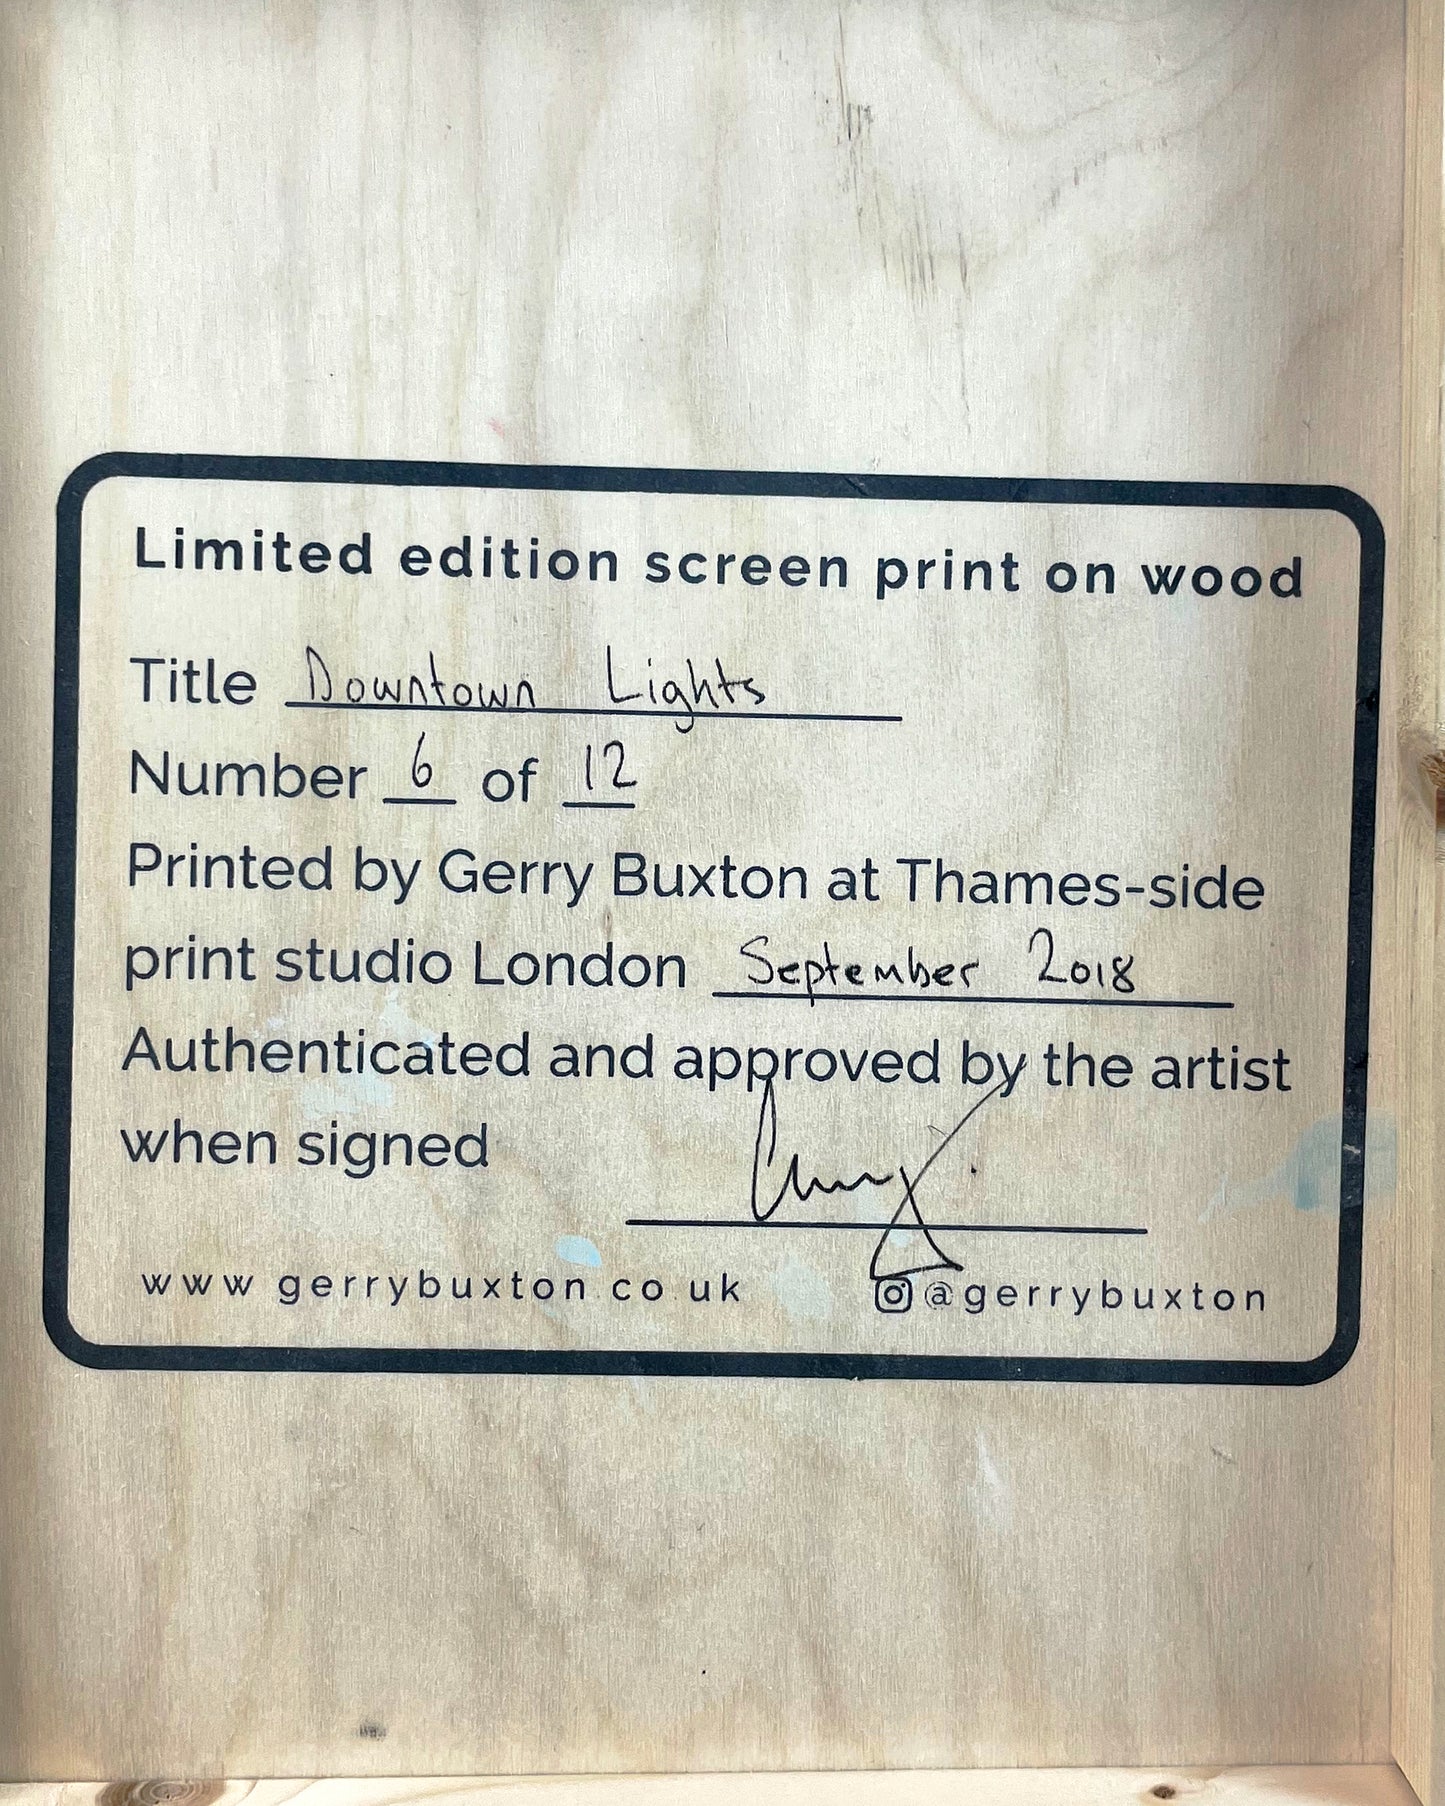 Limited edition screen print on wood
Title Downtown Lights
Number 6 of 12
Printed by Gerry Buxton at Thames-side
print studio London September 2018
Authenticated and approved by the artist
when signed
www.gerrybuxton.co.uk @gerrybuxton